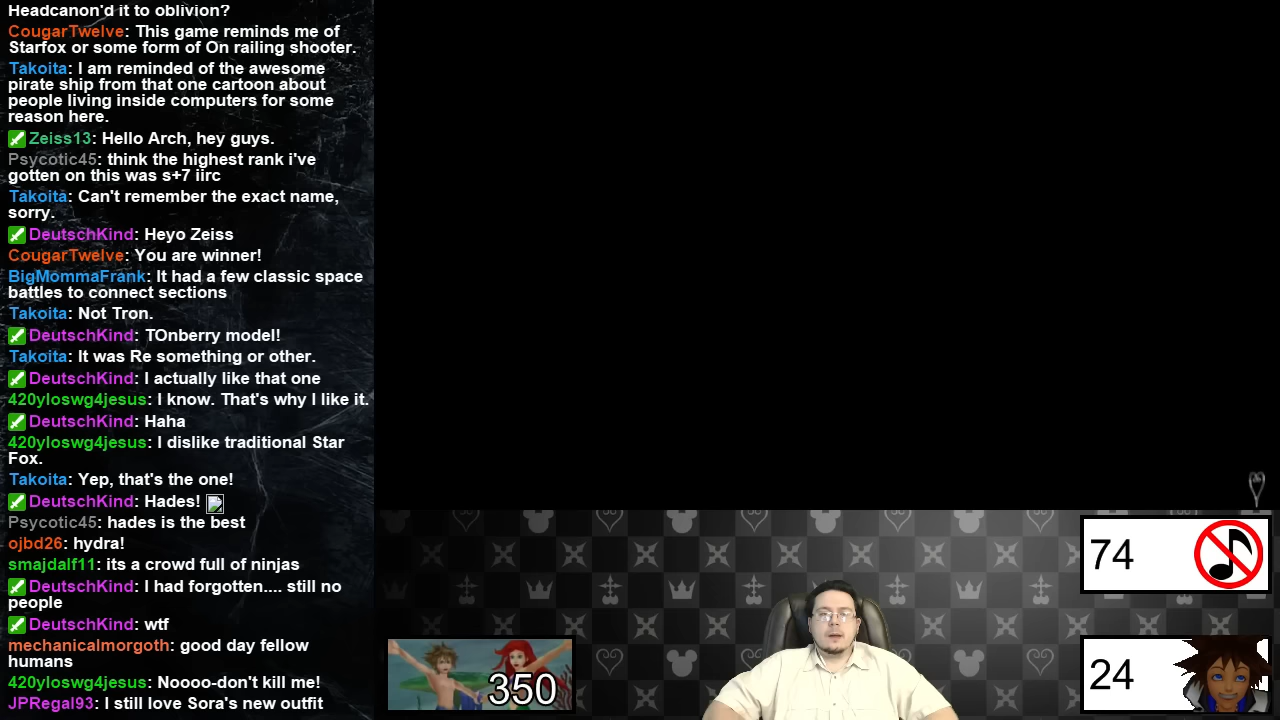 Headcanon'd it to oblivion?
CougarTwelve: This game reminds me of
Starfox or some form of On railing shooter.
Takoita: I am reminded of the awesome
pirate ship from that one cartoon about
people living inside computers for some
reason here.
Zeiss13: Hello Arch, hey guys.
Psycotic45: think the highest rank i've
gotten on this was s+7 iirc
Takoita: Can't remember the exact name,
sorry.
DeutschKind: Heyo Zeiss
CougarTwelve: You are winner!
BigMommaFrank: It had a few classic space
battles to connect sections
Takoita: Not Tron.
DeutschKind: TOnberry model!
Takoita: It was Re something or other.
DeutschKind: I actually like that one
420yloswg4jesus: I know. That's why I like it.
DeutschKind: Haha
420yloswg4jesus: I dislike traditional Star
Fox.
Takoita: Yep, that's the one!
DeutschKind: Hades!
Psycotic45: hades is the best
ojbd26: hydra!
smajdalf11: its a crowd full of ninjas
DeutschKind: I had forgotten.... still no
people
DeutschKind: wtf
mechanicalmorgoth: good day fellow
humans
420yloswg4jesus: Noooo-don't kill me!
JPRegal93: I still love Sora's new outfit
74
350
24